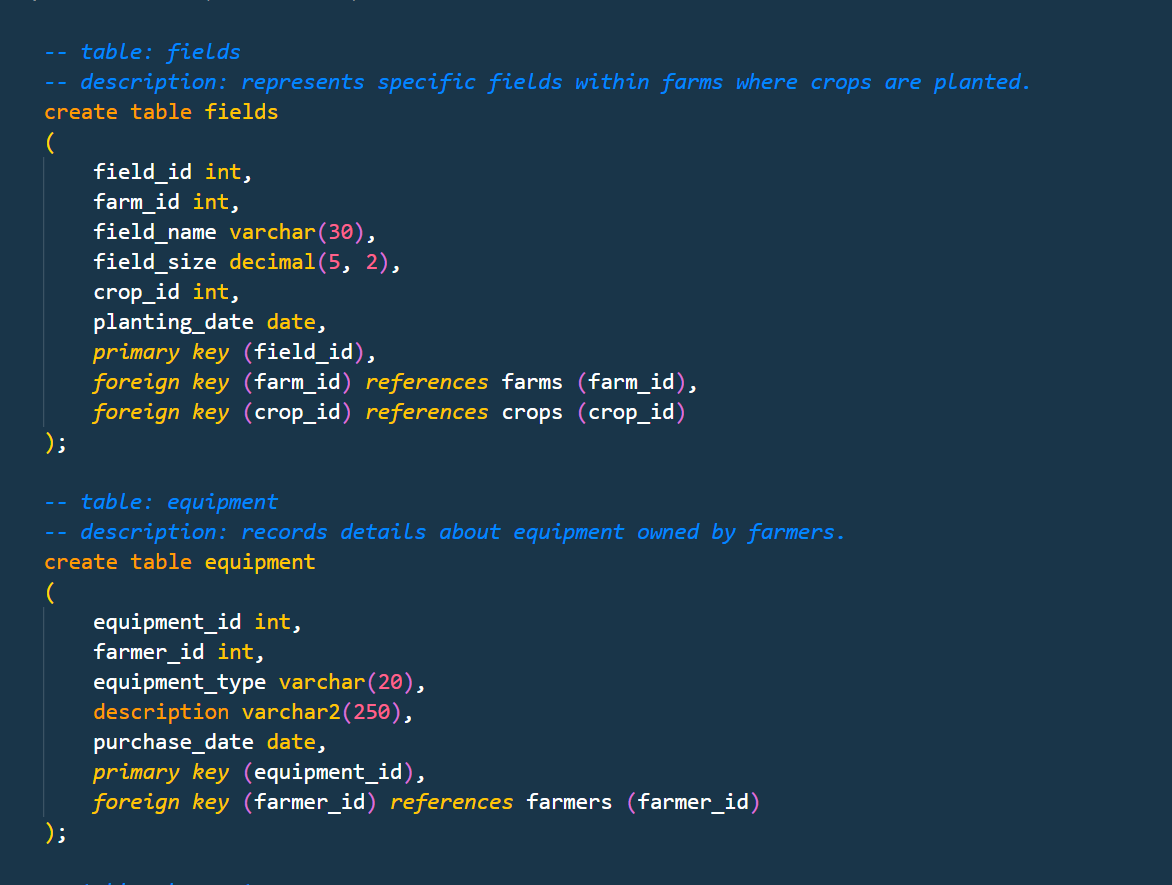 -- table: fields
-- description: represents specific fields within farms where crops are planted.
create table fields
(
    field_id int,
    farm_id int,
    field_name varchar(30),
    field_size decimal(5, 2),
    crop_id int,
    planting_date date,
    primary key (field_id),
    foreign key (farm_id) references farms (farm_id),
    foreign key (crop_id) references crops (crop_id)
);
-- table: equipment
-- description: records details about equipment owned by farmers.
create table equipment
(
    equipment_id int,
    farmer_id int,
    equipment_type varchar(20),
    description varchar2(250),
    purchase_date date,
    primary key (equipment_id),
    foreign key (farmer_id) references farmers (farmer_id)
);